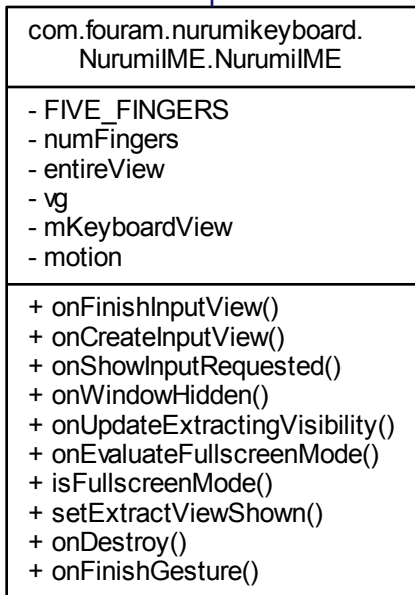 com.fouram.nurumikeyboard.
NurumiIME.NurumiIME
- FIVE_FINGERS
- numFingers
- entireView
- vg
- mKeyboardView
- motion
+ onFinishInputView()
+ onCreateInputView()
+ onShowInputRequested()
+ onWindowHidden()
+ onUpdateExtractingVisibility()
+ onEvaluateFullscreenMode()
+ isFullscreenMode()
+ setExtractViewShown()
+ onDestroy()
+ onFinishGesture()